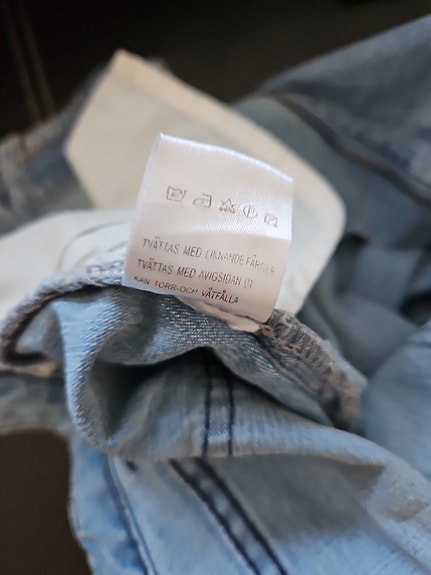 TVÄTTAS MED LIKNANDE FÄRGER
TVÄTTAS MED AVIGSIDAN UT
KAN TORR-OCH VÅTFÄLLA